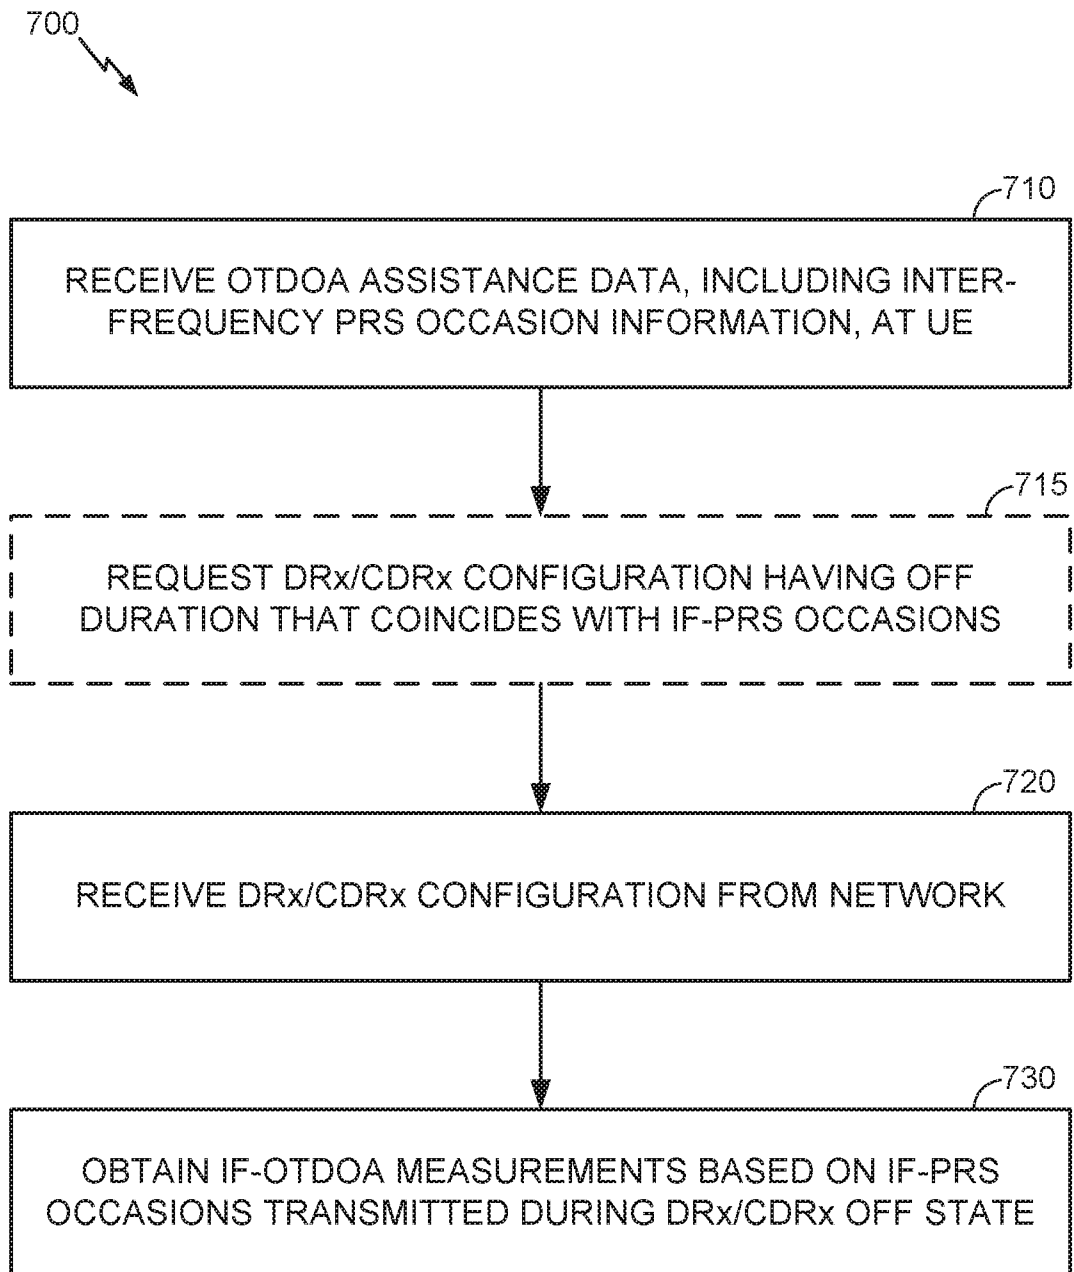 700
710
RECEIVE OTDOA ASSISTANCE DATA, INCLUDING INTER-
FREQUENCY PRS OCCASION INFORMATION, AT UE
715
REQUEST DRx/CDRx CONFIGURATION HAVING OFF
DURATION THAT COINCIDES WITH IF-PRS OCCASIONS
720
RECEIVE DRx/CDRx CONFIGURATION FROM NETWORK
730
OBTAIN IF-OTDOA MEASUREMENTS BASED ON IF-PRS
OCCASIONS TRANSMITTED DURING DRx/CDRx OFF STATE